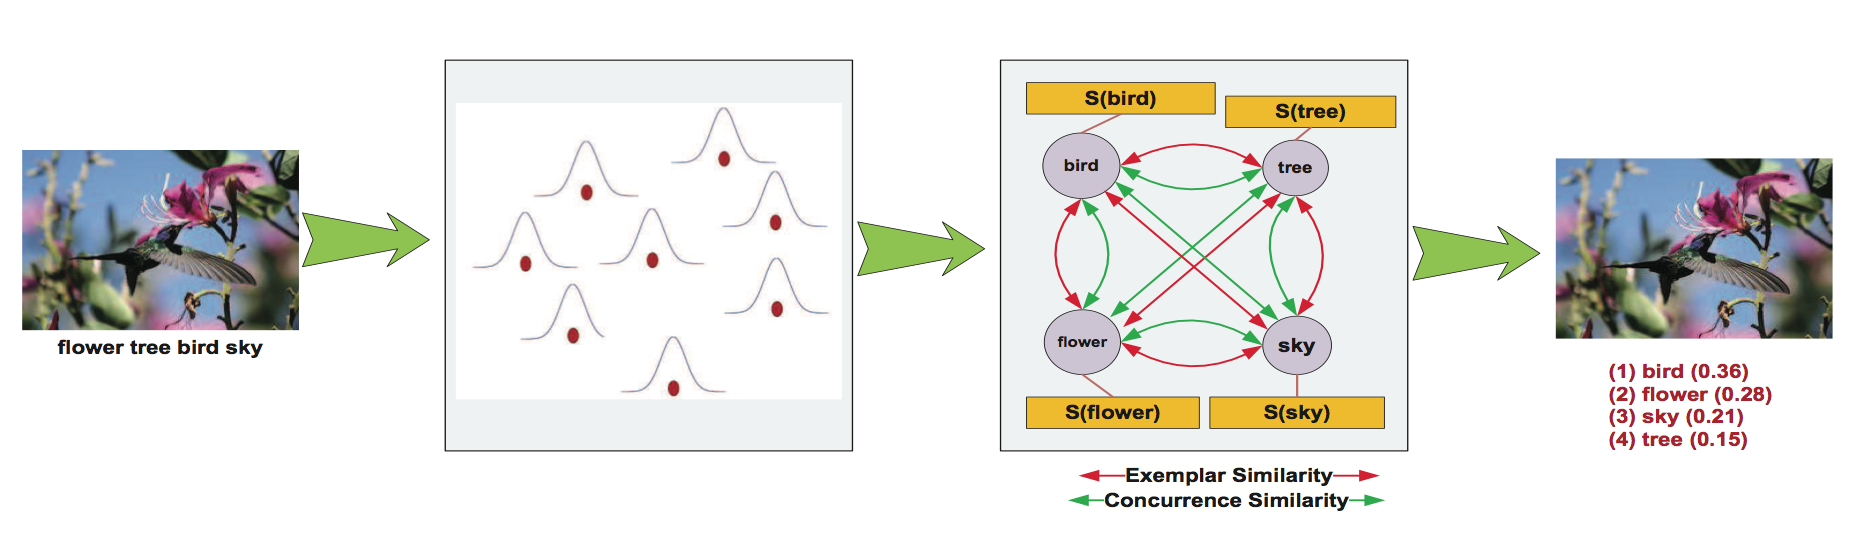 flower tree bird sky
S(bird)
S(tree)
bird
tree
flower
sky
S(flower)
S(sky)
Exemplar Similarity
Concurrence Similarity
(1) bird (0.36)
(2) flower (0.28)
(3) sky (0.21)
(4) tree (0.15)